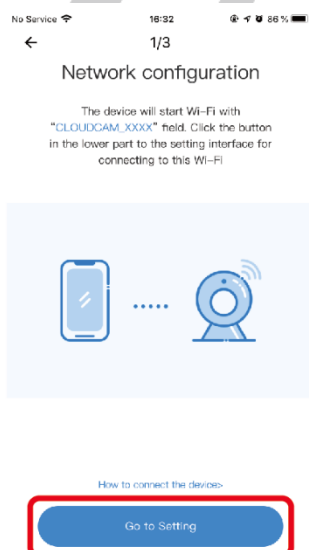 No Service 16:32 86 %
1/3
Network configuration
The device will start Wi-Fi with
"CLOUDCAM_XXXX" field. Click the button
in the lower part to the setting interface for
connecting to this Wi-Fi
How to connect the device>
Go to Setting